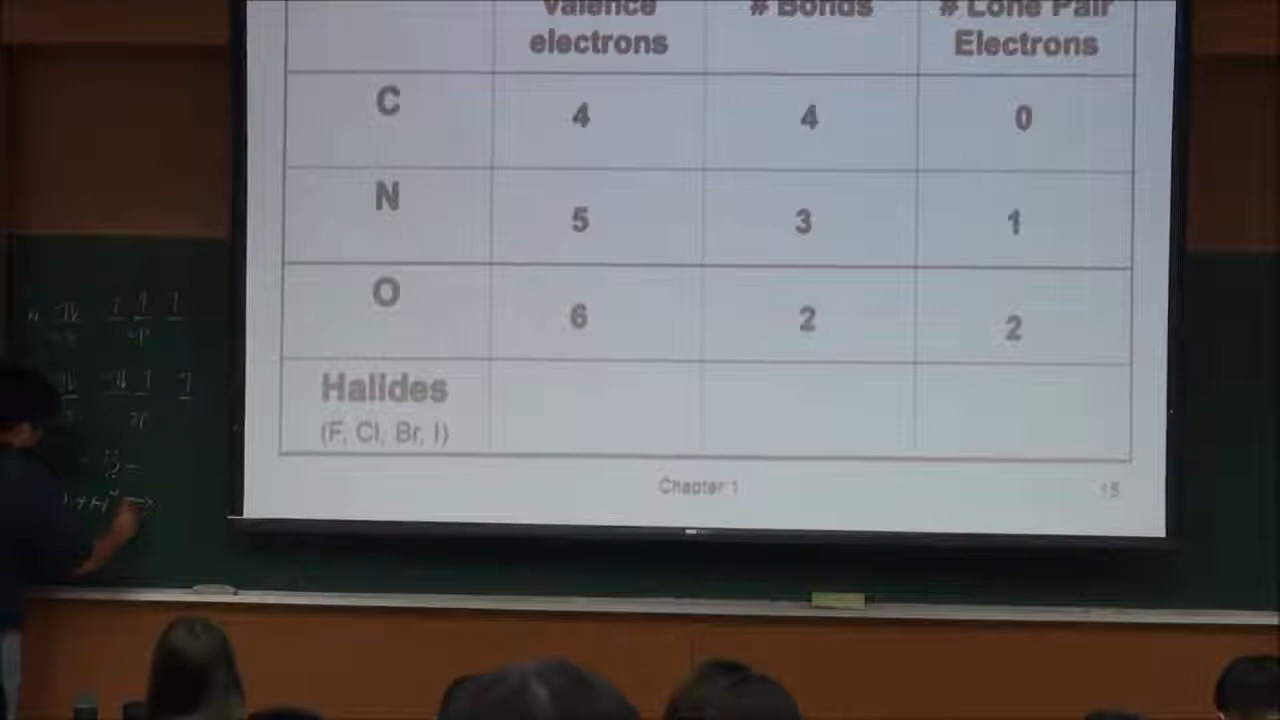 Valence # Bonds # Lone Pair
electrons Electrons
C 4 4 0
N 5 3 1
O 6 2 2
Halides
(F, Cl, Br, I)
Chapter 1 15